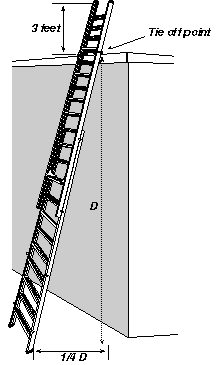 3 feet
Tie off point
D
1/4 D